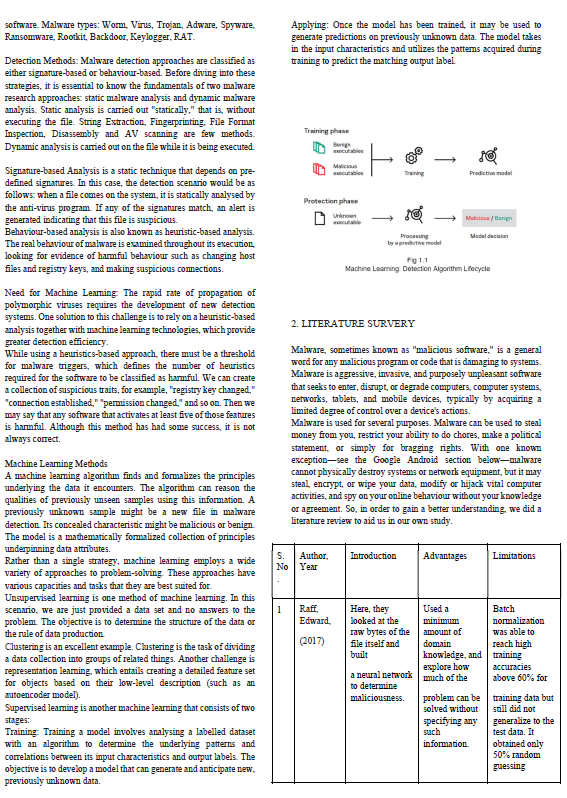 software. Malware types: Worm, Virus, Trojan, Adware, Spyware,
Ransomware, Rootkit, Backdoor, Keylogger, RAT.
Detection Methods: Malware detection approaches are classified as
either signature-based or behaviour-based. Before diving into these
strategies, it is essential to know the fundamentals of two malware
research approaches: static malware analysis and dynamic malware
analysis. Static analysis is carried out "statically," that is, without
executing the file. String Extraction, Fingerprinting, File Format
Inspection, Disassembly and AV scanning are few methods.
Dynamic analysis is carried out on the file while it is being executed.
Signature-based Analysis is a static technique that depends on pre-
defined signatures. In this case, the detection scenario would be as
follows: when a file comes on the system, it is statically analysed by
the anti-virus program. If any of the signatures match, an alert is
generated indicating that this file is suspicious.
Behaviour-based analysis is also known as heuristic-based analysis.
The real behaviour of malware is examined throughout its execution,
looking for evidence of harmful behaviour such as changing host
files and registry keys, and making suspicious connections.
Need for Machine Learning: The rapid rate of propagation of
polymorphic viruses requires the development of new detection
systems. One solution to this challenge is to rely on a heuristic-based
analysis together with machine learning technologies, which provide
greater detection efficiency.
While using a heuristics-based approach, there must be a threshold
for malware triggers, which defines the number of heuristics
required for the software to be classified as harmful. We can create
a collection of suspicious traits, for example, "registry key changed,"
"connection established," "permission changed," and so on. Then we
may say that any software that activates at least five of those features
is harmful. Although this method has had some success, it is not
always correct.
Machine Learning Methods
A machine learning algorithm finds and formalizes the principles
underlying the data it encounters. The algorithm can reason the
qualities of previously unseen samples using this information. A
previously unknown sample might be a new file in malware
detection. Its concealed characteristic might be malicious or benign.
The model is a mathematically formalized collection of principles
underpinning data attributes.
Rather than a single strategy, machine learning employs a wide
variety of approaches to problem-solving. These approaches have
various capacities and tasks that they are best suited for.
Unsupervised learning is one method of machine learning. In this
scenario, we are just provided a data set and no answers to the
problem. The objective is to determine the structure of the data or
the rule of data production.
Clustering is an excellent example. Clustering is the task of dividing
a data collection into groups of related things. Another challenge is
representation learning, which entails creating a detailed feature set
for objects based on their low-level description (such as an
autoencoder model).
Supervised learning is another machine learning that consists of two
stages:
Training: Training a model involves analysing a labelled dataset
with an algorithm to determine the underlying patterns and
correlations between its input characteristics and output labels. The
objective is to develop a model that can generate and anticipate new,
previously unknown data.
Applying: Once the model has been trained, it may be used to
generate predictions on previously unknown data. The model takes
in the input characteristics and utilizes the patterns acquired during
training to predict the matching output label.
Training phase
Benign
executables
Malicious
executables
Training
Predictive model
Protection phase
Unknown
executable
Malicious / Benign
Processing
by a predictive model
Model decision
Fig 1.1
Machine Learning: Detection Algorithm Lifecycle
2. LITERATURE SURVERY
Malware, sometimes known as "malicious software," is a general
word for any malicious program or code that is damaging to systems.
Malware is aggressive, invasive, and purposely unpleasant software
that seeks to enter, disrupt, or degrade computers, computer systems,
networks, tablets, and mobile devices, typically by acquiring a
limited degree of control over a device's actions.
Malware is used for several purposes. Malware can be used to steal
money from you, restrict your ability to do chores, make a political
statement, or simply for bragging rights. With one known
exception—see the Google Android section below—malware
cannot physically destroy systems or network equipment, but it may
steal, encrypt, or wipe your data, modify or hijack vital computer
activities, and spy on your online behaviour without your knowledge
or agreement. So, in order to gain a better understanding, we did a
literature review to aid us in our own study.
S.
No
.
Author,
Year
Introduction
Advantages
Limitations
1
Raff,
Edward,
(2017)
Here, they
looked at the
raw bytes of the
file itself and
built
a neural network
to determine
maliciousness.
Used a
minimum
amount of
domain
knowledge, and
explore how
much of the
problem can be
solved without
specifying any
such
information.
Batch
normalization
was able to
reach high
training
accuracies
above 60% for
training data but
still did not
generalize to the
test data. It
obtained only
50% random
guessing